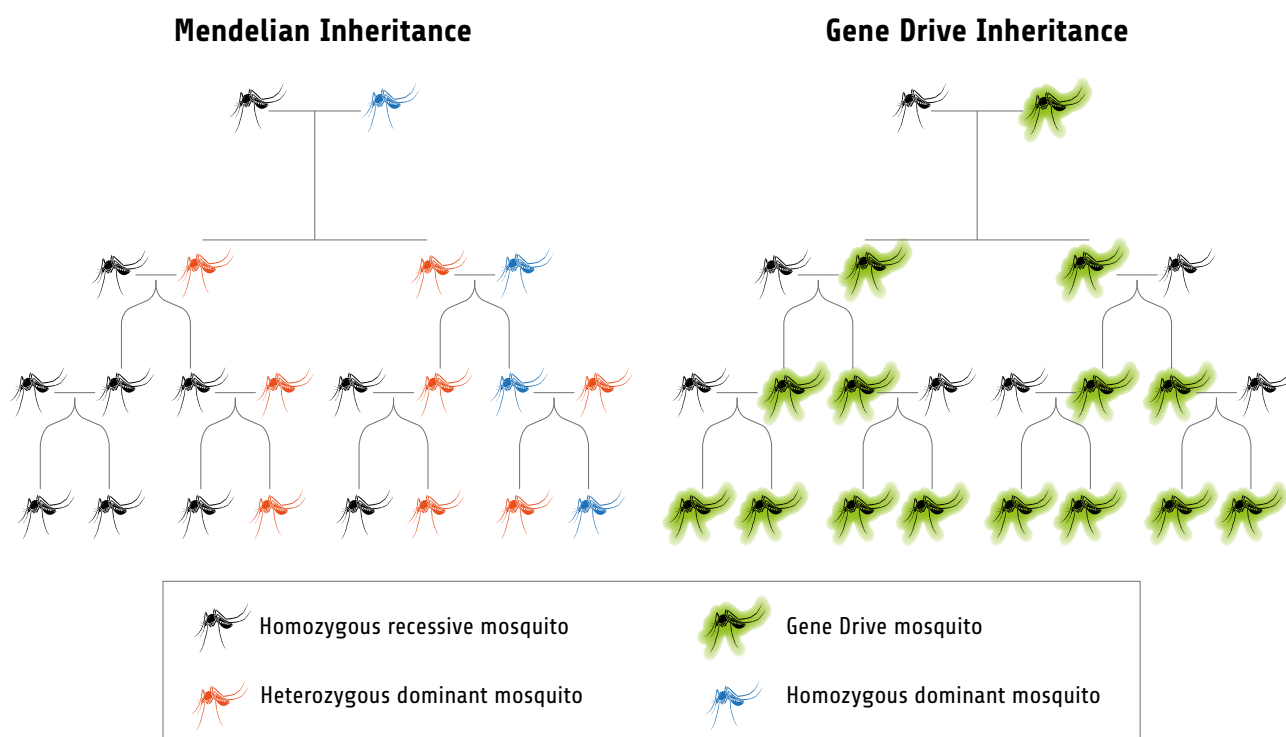 Mendelian Inheritance
Gene Drive Inheritance
Homozygous recessive mosquito
Gene Drive mosquito
Heterozygous dominant mosquito
Homozygous dominant mosquito